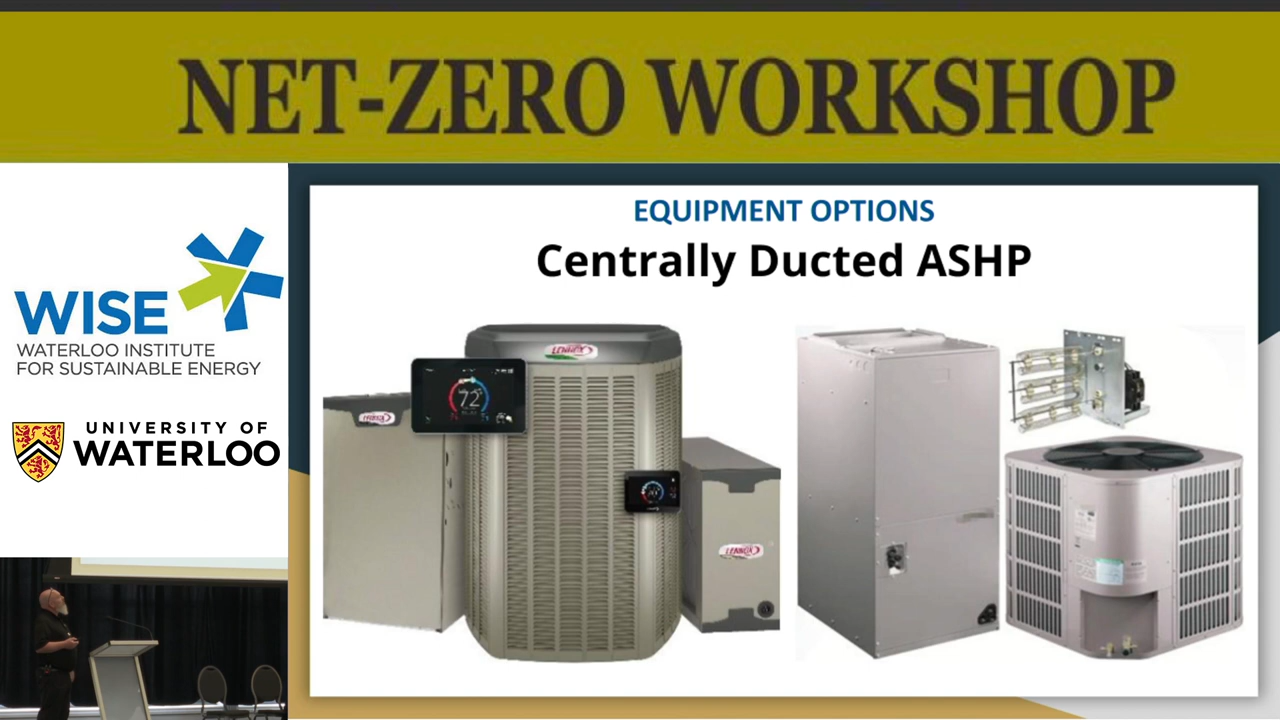 NET-ZERO WORKSHOP
WISE
WATERLOO INSTITUTE
FOR SUSTAINABLE ENERGY
UNIVERSITY OF
WATERLOO
EQUIPMENT OPTIONS
Centrally Ducted ASHP
LENNOX
LENNOX
72
LENNOX